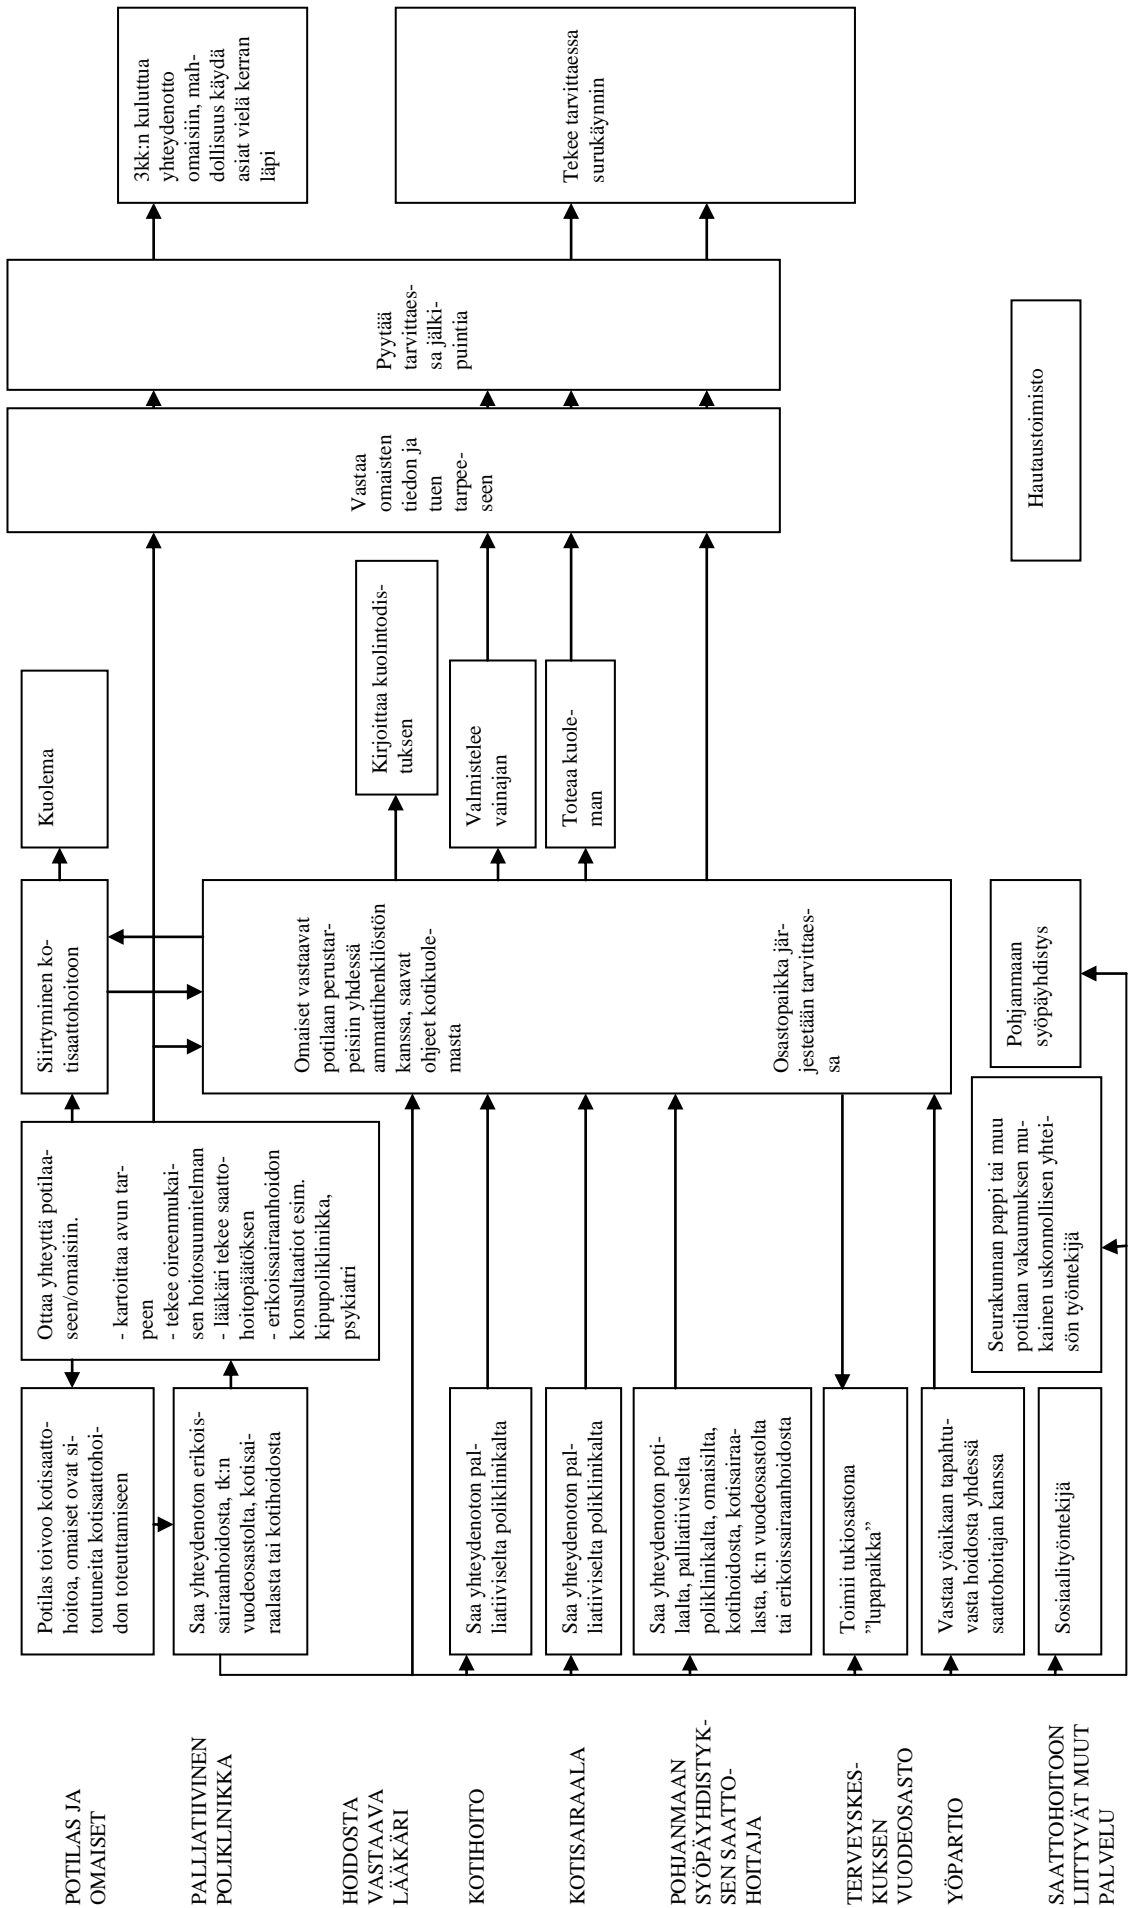 POTILAS JA
OMAISET
Potilas toivoo kotisaatto-
hoitoa, omaiset ovat si-
toutuneita kotisaattohoi-
don toteuttamiseen
Ottaa yhteyttä potilaa-
seen/omaisiin.
- kartoittaa avun tar-
peen
- tekee oireenmukai-
sen hoitosuunnitelman
- lääkäri tekee saatto-
hoitopäätöksen
- erikoissairaanhoidon
konsultaatiot esim.
kipupoliklinikka,
psykiatri
Siirtyminen ko-
tisaattohoitoon
Kuolema
3kk:n kuluttua
yhteydenotto
omaisiin, mah-
dollisuus käydä
asiat vielä kerran
läpi
PALLIATIIVINEN
POLIKLINIKKA
Saa yhteydenoton erikois-
sairaanhoidosta, tk:n
vuodeosastolta, kotisai-
raalasta tai kotihoidosta
HOIDOSTA
VASTAAVA
LÄÄKÄRI
Omaiset vastaavat
potilaan perustar-
peisiin yhdessä
ammattihenkilöstön
kanssa, saavat
ohjeet kotikuole-
masta
Osastopaikka jär-
jestetään tarvittaes-
sa
Kirjoittaa kuolintodis-
tuksen
Vastaa
omaisten
tiedon ja
tuen
tarpee-
seen
Pyytää
tarvittaes-
sa jälki-
puintia
KOTIHOITO
Saa yhteydenoton pal-
liatiiviselta poliklinikalta
Valmistelee
vainajan
KOTISAIRAALA
Saa yhteydenoton pal-
liatiiviselta poliklinikalta
Toteaa kuole-
man
Tekee tarvittaessa
surukäynnin
POHJANMAAN
SYÖPÄYHDISTYK-
SEN SAATTO-
HOITAJA
Saa yhteydenoton poti-
laalta, palliatiiviselta
poliklinikalta, omaisilta,
kotihoidosta, kotisairaa-
lasta, tk:n vuodeosastolta
tai erikoissairaanhoidosta
TERVEYSKES-
KUKSEN
VUODEOSASTO
Toimii tukiosastona
”lupapaikka”
YÖPARTIO
Vastaa yöaikaan tapahtu-
vasta hoidosta yhdessä
saattohoitajan kanssa
SAATTOHOITOON
LIITTYVÄT MUUT
PALVELU
Sosiaalityöntekijä
Seurakunnan pappi tai muu
potilaan vakaumuksen mu-
kainen uskonnollisen yhtei-
sön työntekijä
Pohjanmaan
syöpäyhdistys
Hautaustoimisto